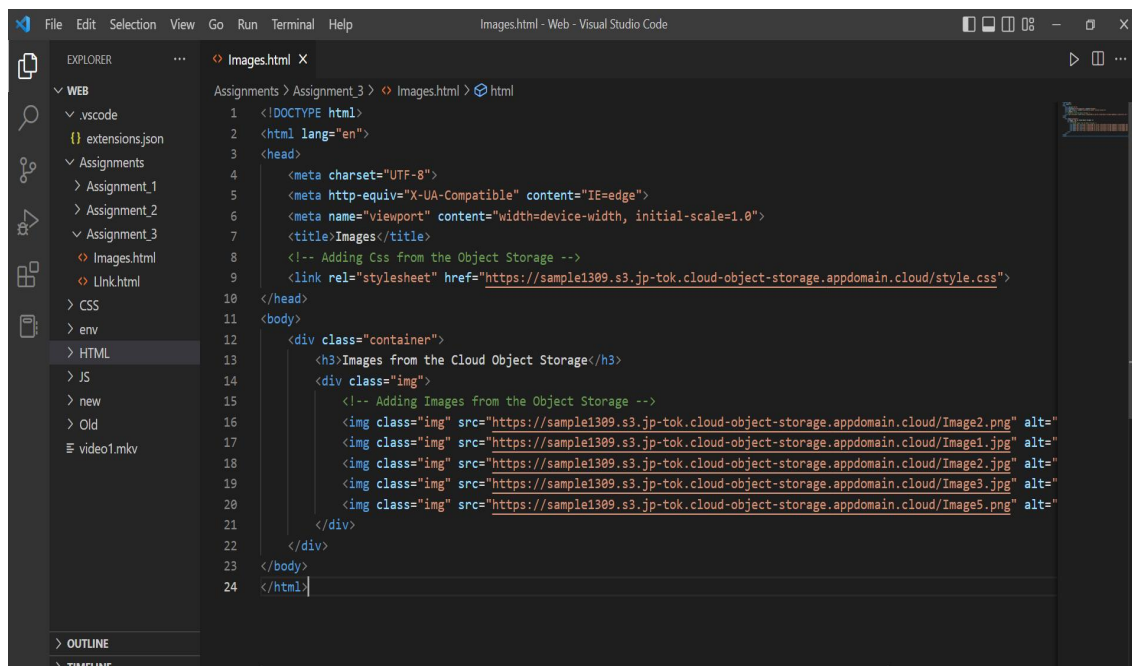 File Edit Selection View Go Run Terminal Help Images.html - Web - Visual Studio Code
EXPLORER ···
WEB
.vscode
{} extensions.json
Assignments
Assignment_1
Assignment_2
Assignment_3
<> Images.html
<> LInk.html
CSS
env
HTML
JS
new
Old
video1.mkv
OUTLINE
TIMELINE
<> Images.html X
Assignments > Assignment_3 > <> Images.html > html
1 <!DOCTYPE html>
2 <html lang="en">
3 <head>
4     <meta charset="UTF-8">
5     <meta http-equiv="X-UA-Compatible" content="IE=edge">
6     <meta name="viewport" content="width=device-width, initial-scale=1.0">
7     <title>Images</title>
8     <!-- Adding Css from the Object Storage -->
9     <link rel="stylesheet" href="https://sample1309.s3.jp-tok.cloud-object-storage.appdomain.cloud/style.css">
10 </head>
11 <body>
12     <div class="container">
13         <h3>Images from the Cloud Object Storage</h3>
14         <div class="img">
15             <!-- Adding Images from the Object Storage -->
16             <img class="img" src="https://sample1309.s3.jp-tok.cloud-object-storage.appdomain.cloud/Image2.png" alt="
17             <img class="img" src="https://sample1309.s3.jp-tok.cloud-object-storage.appdomain.cloud/Image1.jpg" alt="
18             <img class="img" src="https://sample1309.s3.jp-tok.cloud-object-storage.appdomain.cloud/Image2.jpg" alt="
19             <img class="img" src="https://sample1309.s3.jp-tok.cloud-object-storage.appdomain.cloud/Image3.jpg" alt="
20             <img class="img" src="https://sample1309.s3.jp-tok.cloud-object-storage.appdomain.cloud/Image5.png" alt="
21         </div>
22     </div>
23 </body>
24 </html>